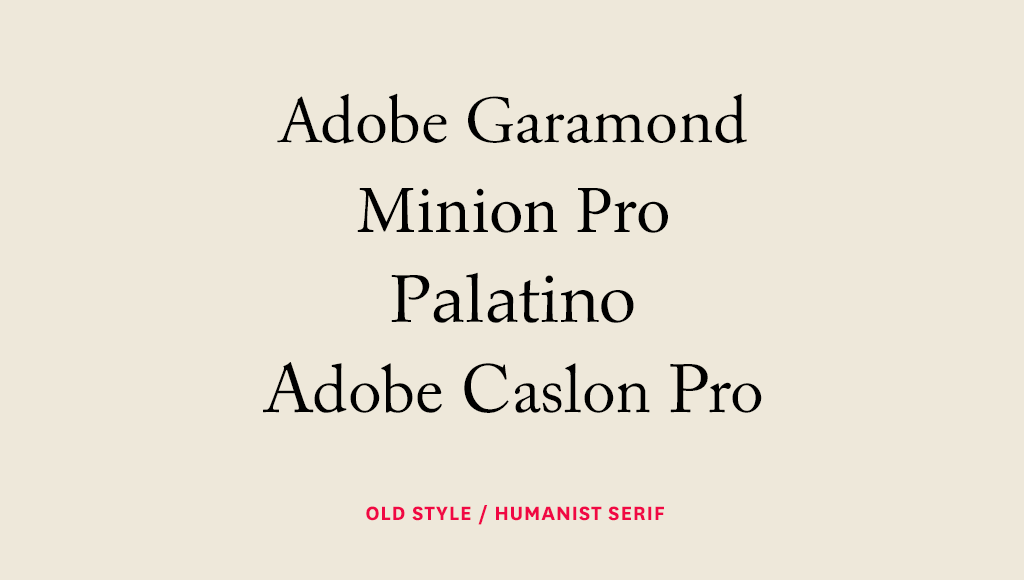 Adobe Garamond
Minion Pro
Palatino
Adobe Caslon Pro
OLD STYLE / HUMANIST SERIF